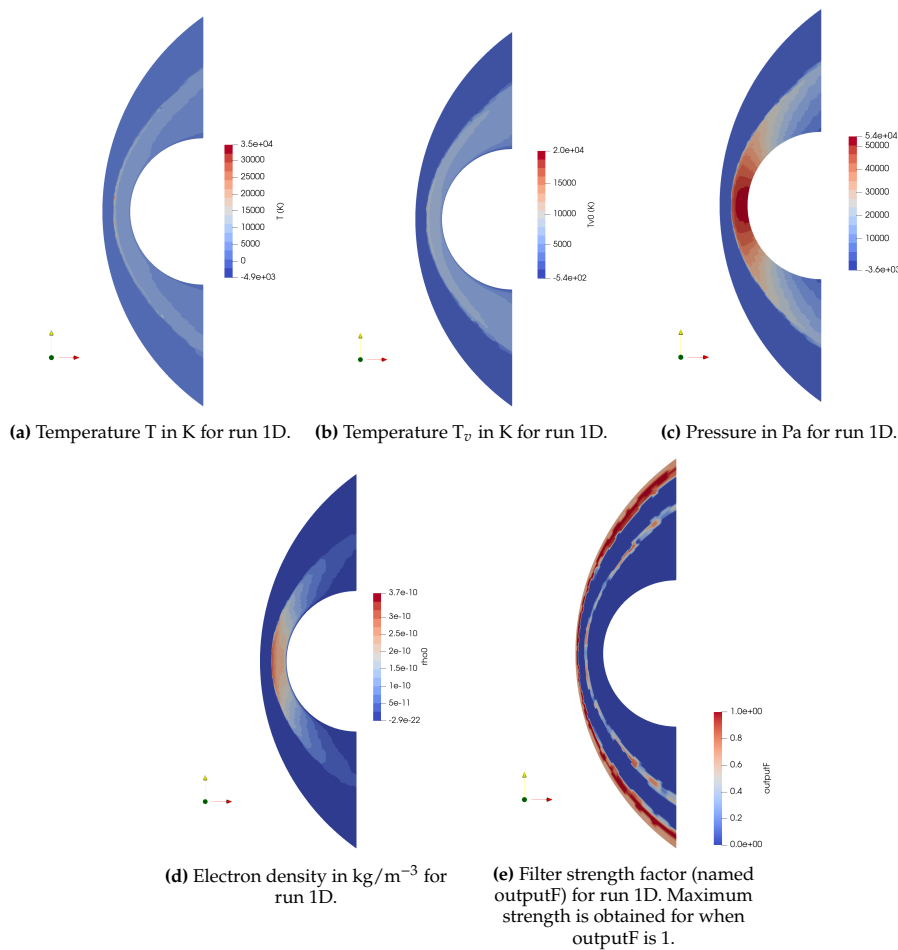 3.5e+04
30000
25000
20000
15000
10000
5000
0
-4.9e+03
T (K)
2.0e+04
15000
10000
5000
-5.4e+02
Tv0 (K)
5.4e+04
50000
40000
30000
20000
10000
-3.6e+03
(a) Temperature T in K for run 1D.
(b) Temperature Tv in K for run 1D.
(c) Pressure in Pa for run 1D.
3.7e-10
3e-10
2.5e-10
2e-10
1.5e-10
1e-10
5e-11
-2.9e-22
rho0
1.0e+00
0.8
0.6
0.4
0.2
0.0e+00
outputF
(d) Electron density in kg/m−3 for
run 1D.
(e) Filter strength factor (named
outputF) for run 1D. Maximum
strength is obtained for when
outputF is 1.